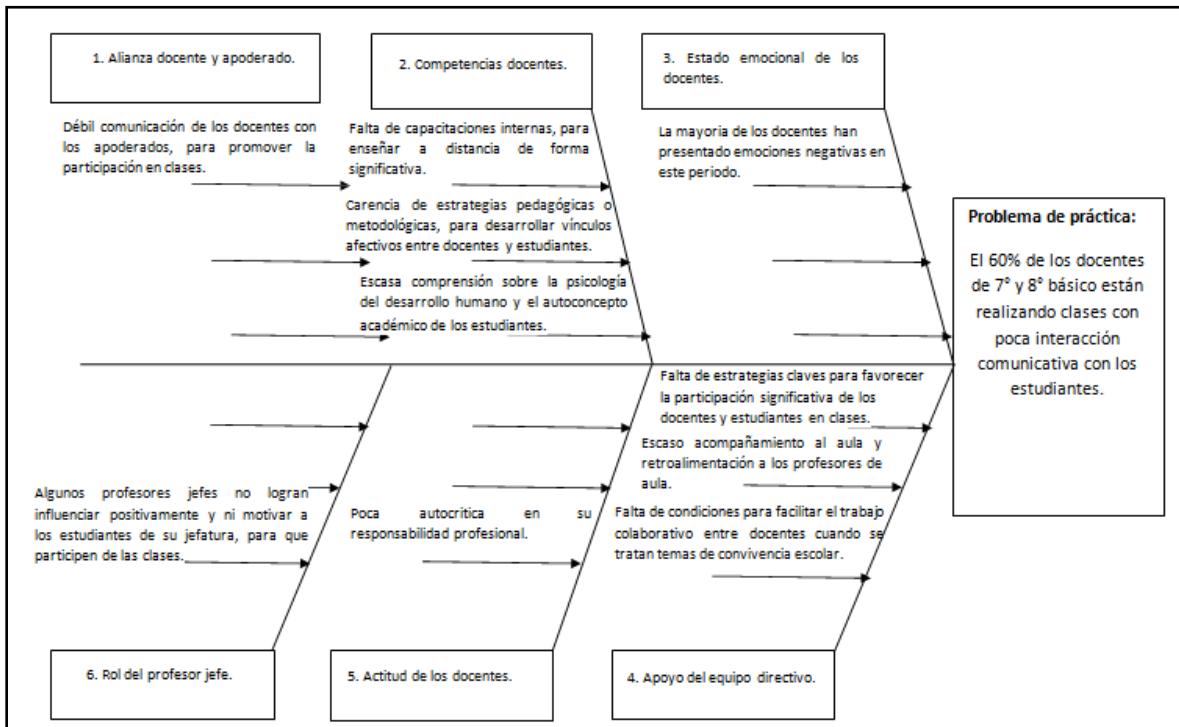 1. Alianza docente y apoderado.
2. Competencias docentes.
3. Estado emocional de los
docentes.
Débil comunicación de los docentes con
los apoderados, para promover la
participación en clases.
Falta de capacitaciones internas, para
enseñar a distancia de forma
significativa.
Carencia de estrategias pedagógicas o
metodológicas, para desarrollar vínculos
afectivos entre docentes y estudiantes.
Escasa comprensión sobre la psicología
del desarrollo humano y el autoconcepto
académico de los estudiantes.
La mayoria de los docentes han
presentado emociones negativas en
este periodo.
Problema de práctica:
El 60% de los docentes
de 7° y 8° básico están
realizando clases con
poca interacción
comunicativa con los
estudiantes.
Algunos profesores jefes no logran
influenciar positivamente y ni motivar a
los estudiantes de su jefatura, para que
participen de las clases.
Poca autocritica en su
responsabilidad profesional.
Falta de estrategias claves para favorecer
la participación significativa de los
docentes y estudiantes en clases.
Escaso acompañamiento al aula y
retroalimentación a los profesores de
aula.
Falta de condiciones para facilitar el trabajo
colaborativo entre docentes cuando se
tratan temas de convivencia escolar.
6. Rol del profesor jefe.
5. Actitud de los docentes.
4. Apoyo del equipo directivo.